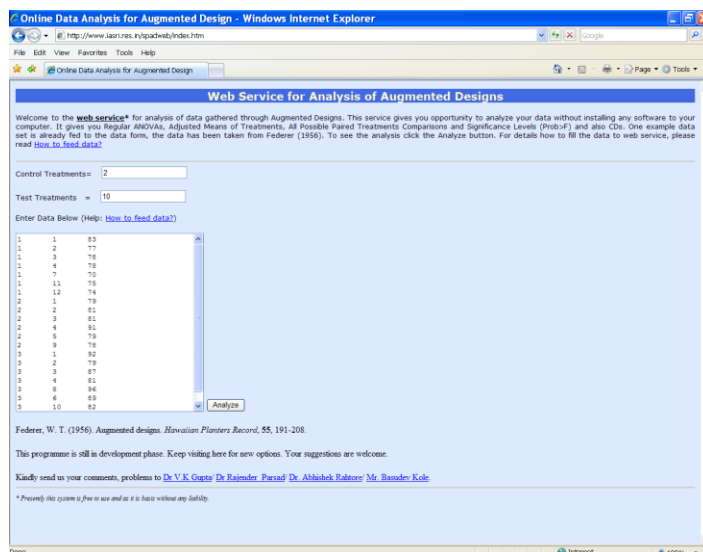 Online Data Analysis for Augmented Design - Windows Internet Explorer
http://www.iasri.res.in/spadweb/index.htm
Google
File Edit View Favorites Tools Help
Online Data Analysis for Augmented Design
Page Tools
Web Service for Analysis of Augmented Designs
Welcome to the web service* for analysis of data gathered through Augmented Designs. This service gives you opportunity to analyze your data without installing any software to your
computer. It gives you Regular ANOVAs, Adjusted Means of Treatments, All Possible Paired Treatments Comparisons and Significance Levels (Prob>F) and also CDs. One example data
set is already fed to the data form, the data has been taken from Federer (1956). To see the analysis click the Analyze button. For details how to fill the data to web service, please
read How to feed data?
Control Treatments= 2
Test Treatments = 10
Enter Data Below (Help: How to feed data?)
1 1 83
1 2 77
1 3 78
1 4 78
1 7 70
1 11 75
1 12 74
2 1 79
2 2 81
2 3 81
2 4 91
2 5 79
2 9 78
3 1 92
3 2 79
3 3 87
3 4 81
3 8 96
3 6 89
3 10 82
Analyze
Federer, W. T. (1956). Augmented designs. Hawaiian Planters Record, 55, 191-208.
This programme is still in development phase. Keep visiting here for new options. Your suggestions are welcome.
Kindly send us your comments, problems to Dr V.K Gupta/ Dr Rajender Parsad/ Dr. Abhishek Rahtore/ Mr. Basudev Kole.
* Presently this system is free to use and as it is basis without any liability.
Done
Internet